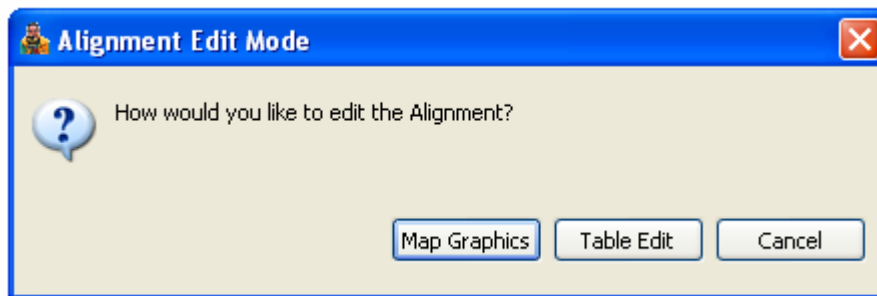 Alignment Edit Mode
How would you like to edit the Alignment?
Map Graphics Table Edit Cancel